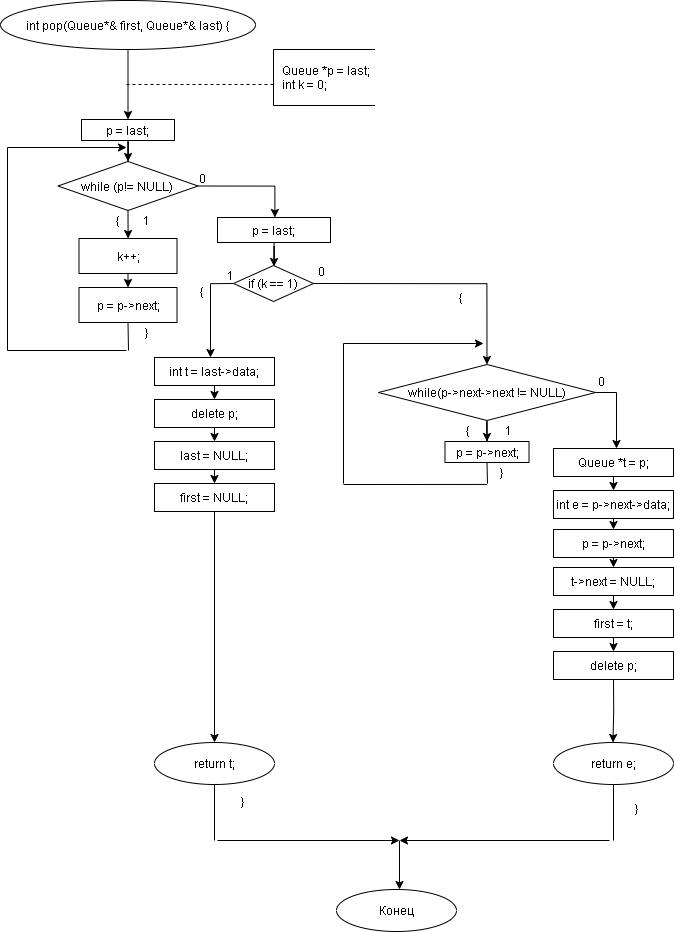 int pop(Queue*& first, Queue*& last) {
Queue *p = last;
int k = 0;
p = last;
while (p!= NULL)
0
{
1
k++;
p = p->next;
}
p = last;
if (k == 1)
1
0
{
{
int t = last->data;
delete p;
last = NULL;
first = NULL;
while(p->next->next != NULL)
0
{
1
p = p->next;
}
Queue *t = p;
int e = p->next->data;
p = p->next;
t->next = NULL;
first = t;
delete p;
return t;
return e;
}
}
Конец